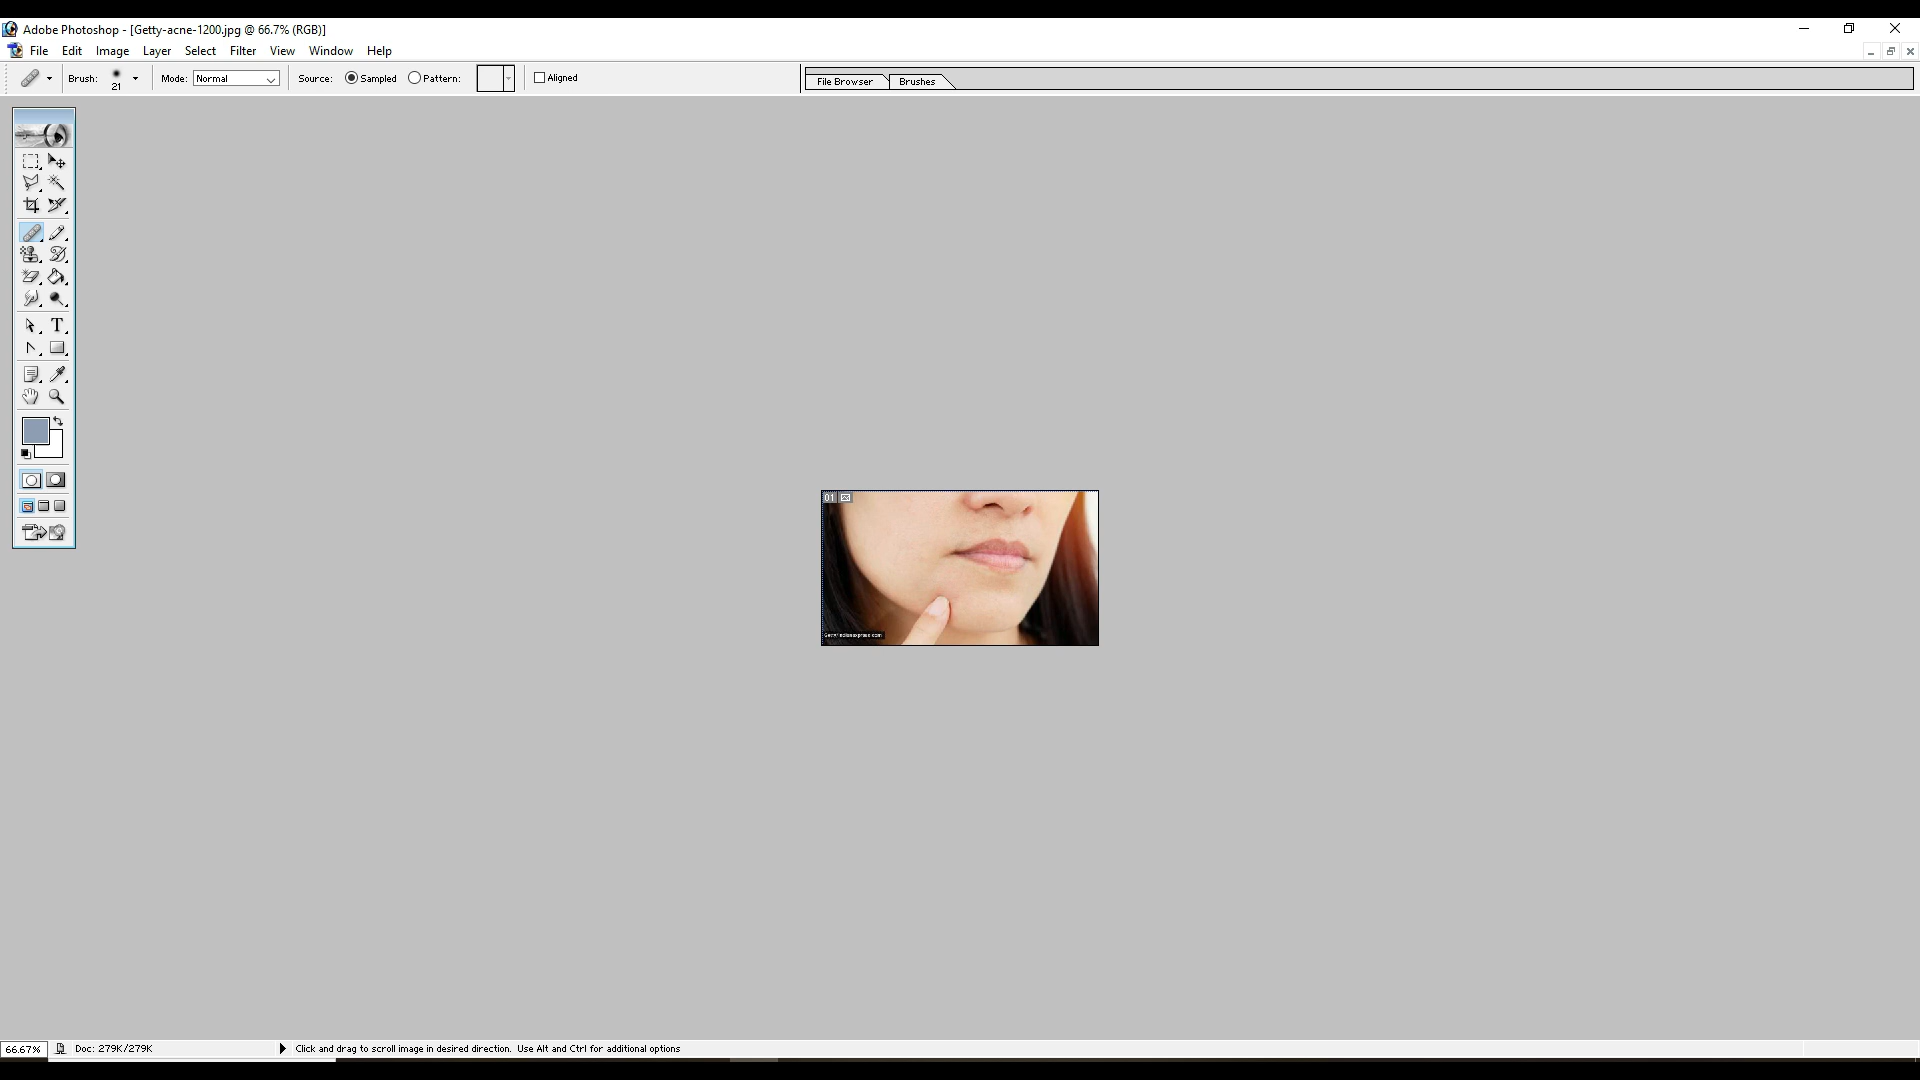 Adobe Photoshop - [Getty-acne-1200.jpg @ 66.7% (RGB)]
File Edit Image Layer Select Filter View Window Help
Brush: 21 Mode: Normal Source: Sampled Pattern: Aligned File Browser Brushes
T
01
66.67% Doc: 279K/279K Click and drag to scroll image in desired direction. Use Alt and Ctrl for additional options